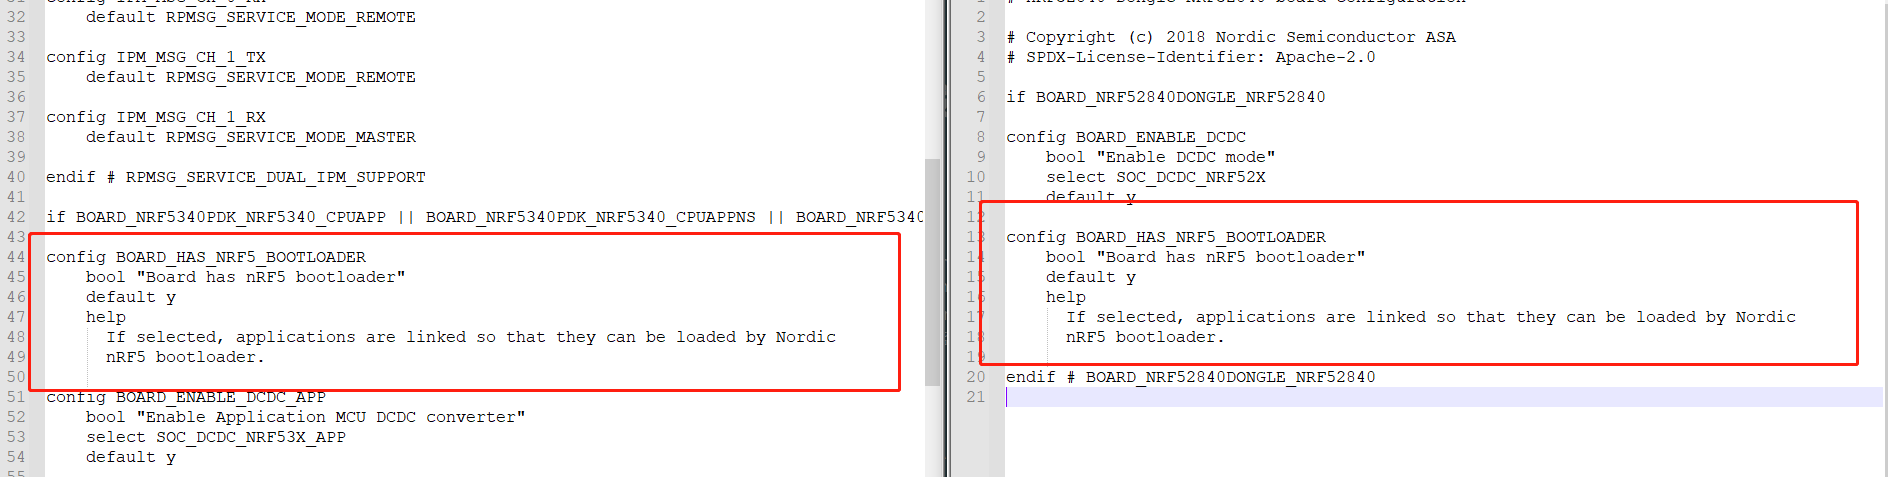 32 default RPMSG_SERVICE_MODE_REMOTE
33
34 config IPM_MSG_CH_1_TX
35 default RPMSG_SERVICE_MODE_REMOTE
36
37 config IPM_MSG_CH_1_RX
38 default RPMSG_SERVICE_MODE_MASTER
39
40 endif # RPMSG_SERVICE_DUAL_IPM_SUPPORT
41
42 if BOARD_NRF5340PDK_NRF5340_CPUAPP || BOARD_NRF5340PDK_NRF5340_CPUAPPNS || BOARD_NRF5340
43
44 config BOARD_HAS_NRF5_BOOTLOADER
45 bool "Board has nRF5 bootloader"
46 default y
47 help
48 If selected, applications are linked so that they can be loaded by Nordic
49 nRF5 bootloader.
50
51 config BOARD_ENABLE_DCDC_APP
52 bool "Enable Application MCU DCDC converter"
53 select SOC_DCDC_NRF53X_APP
54 default y
2
3 # Copyright (c) 2018 Nordic Semiconductor ASA
4 # SPDX-License-Identifier: Apache-2.0
5
6 if BOARD_NRF52840DONGLE_NRF52840
7
8 config BOARD_ENABLE_DCDC
9 bool "Enable DCDC mode"
10 select SOC_DCDC_NRF52X
11 default y
12
13 config BOARD_HAS_NRF5_BOOTLOADER
14 bool "Board has nRF5 bootloader"
15 default y
16 help
17 If selected, applications are linked so that they can be loaded by Nordic
18 nRF5 bootloader.
19
20 endif # BOARD_NRF52840DONGLE_NRF52840
21